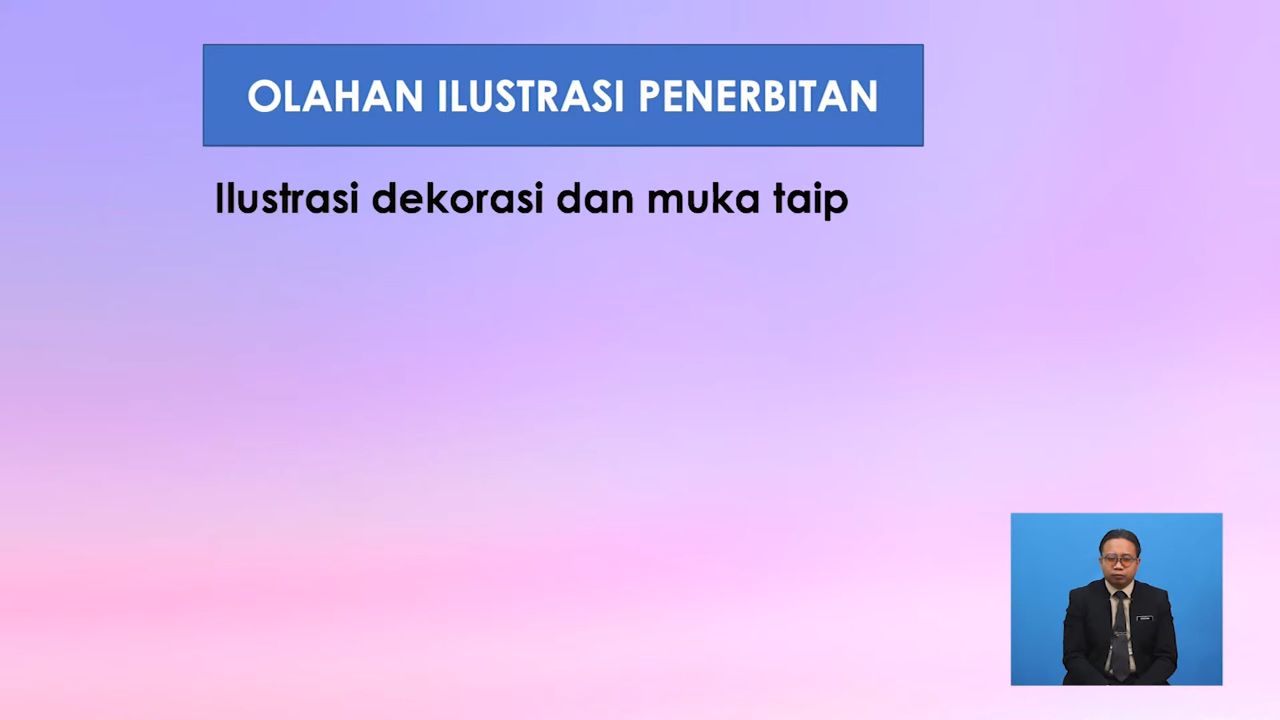 OLAHAN ILUSTRASI PENERBITAN
Ilustrasi dekorasi dan muka taip